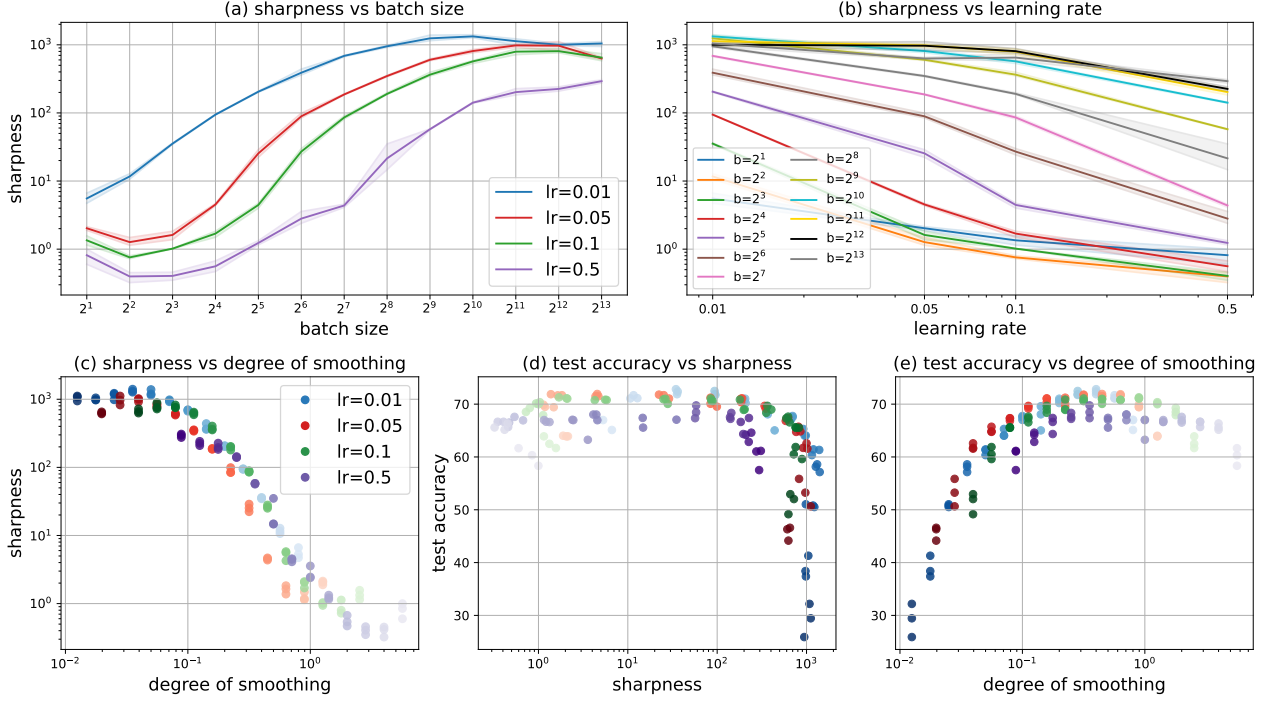 (a) sharpness vs batch size
sharpness
10³
10²
10¹
10⁰
lr=0.01
lr=0.05
lr=0.1
lr=0.5
2¹ 2² 2³ 2⁴ 2⁵ 2⁶ 2⁷ 2⁸ 2⁹ 2¹⁰ 2¹¹ 2¹² 2¹³
batch size
(b) sharpness vs learning rate
10³
10²
10¹
10⁰
b=2¹ b=2⁸
b=2² b=2⁹
b=2³ b=2¹⁰
b=2⁴ b=2¹¹
b=2⁵ b=2¹²
b=2⁶ b=2¹³
b=2⁷
0.01 0.05 0.1 0.5
learning rate
(c) sharpness vs degree of smoothing
sharpness
10³
10²
10¹
10⁰
lr=0.01
lr=0.05
lr=0.1
lr=0.5
10⁻² 10⁻¹ 10⁰
degree of smoothing
(d) test accuracy vs sharpness
test accuracy
70
60
50
40
30
10⁰ 10¹ 10² 10³
sharpness
(e) test accuracy vs degree of smoothing
70
60
50
40
30
10⁻² 10⁻¹ 10⁰
degree of smoothing